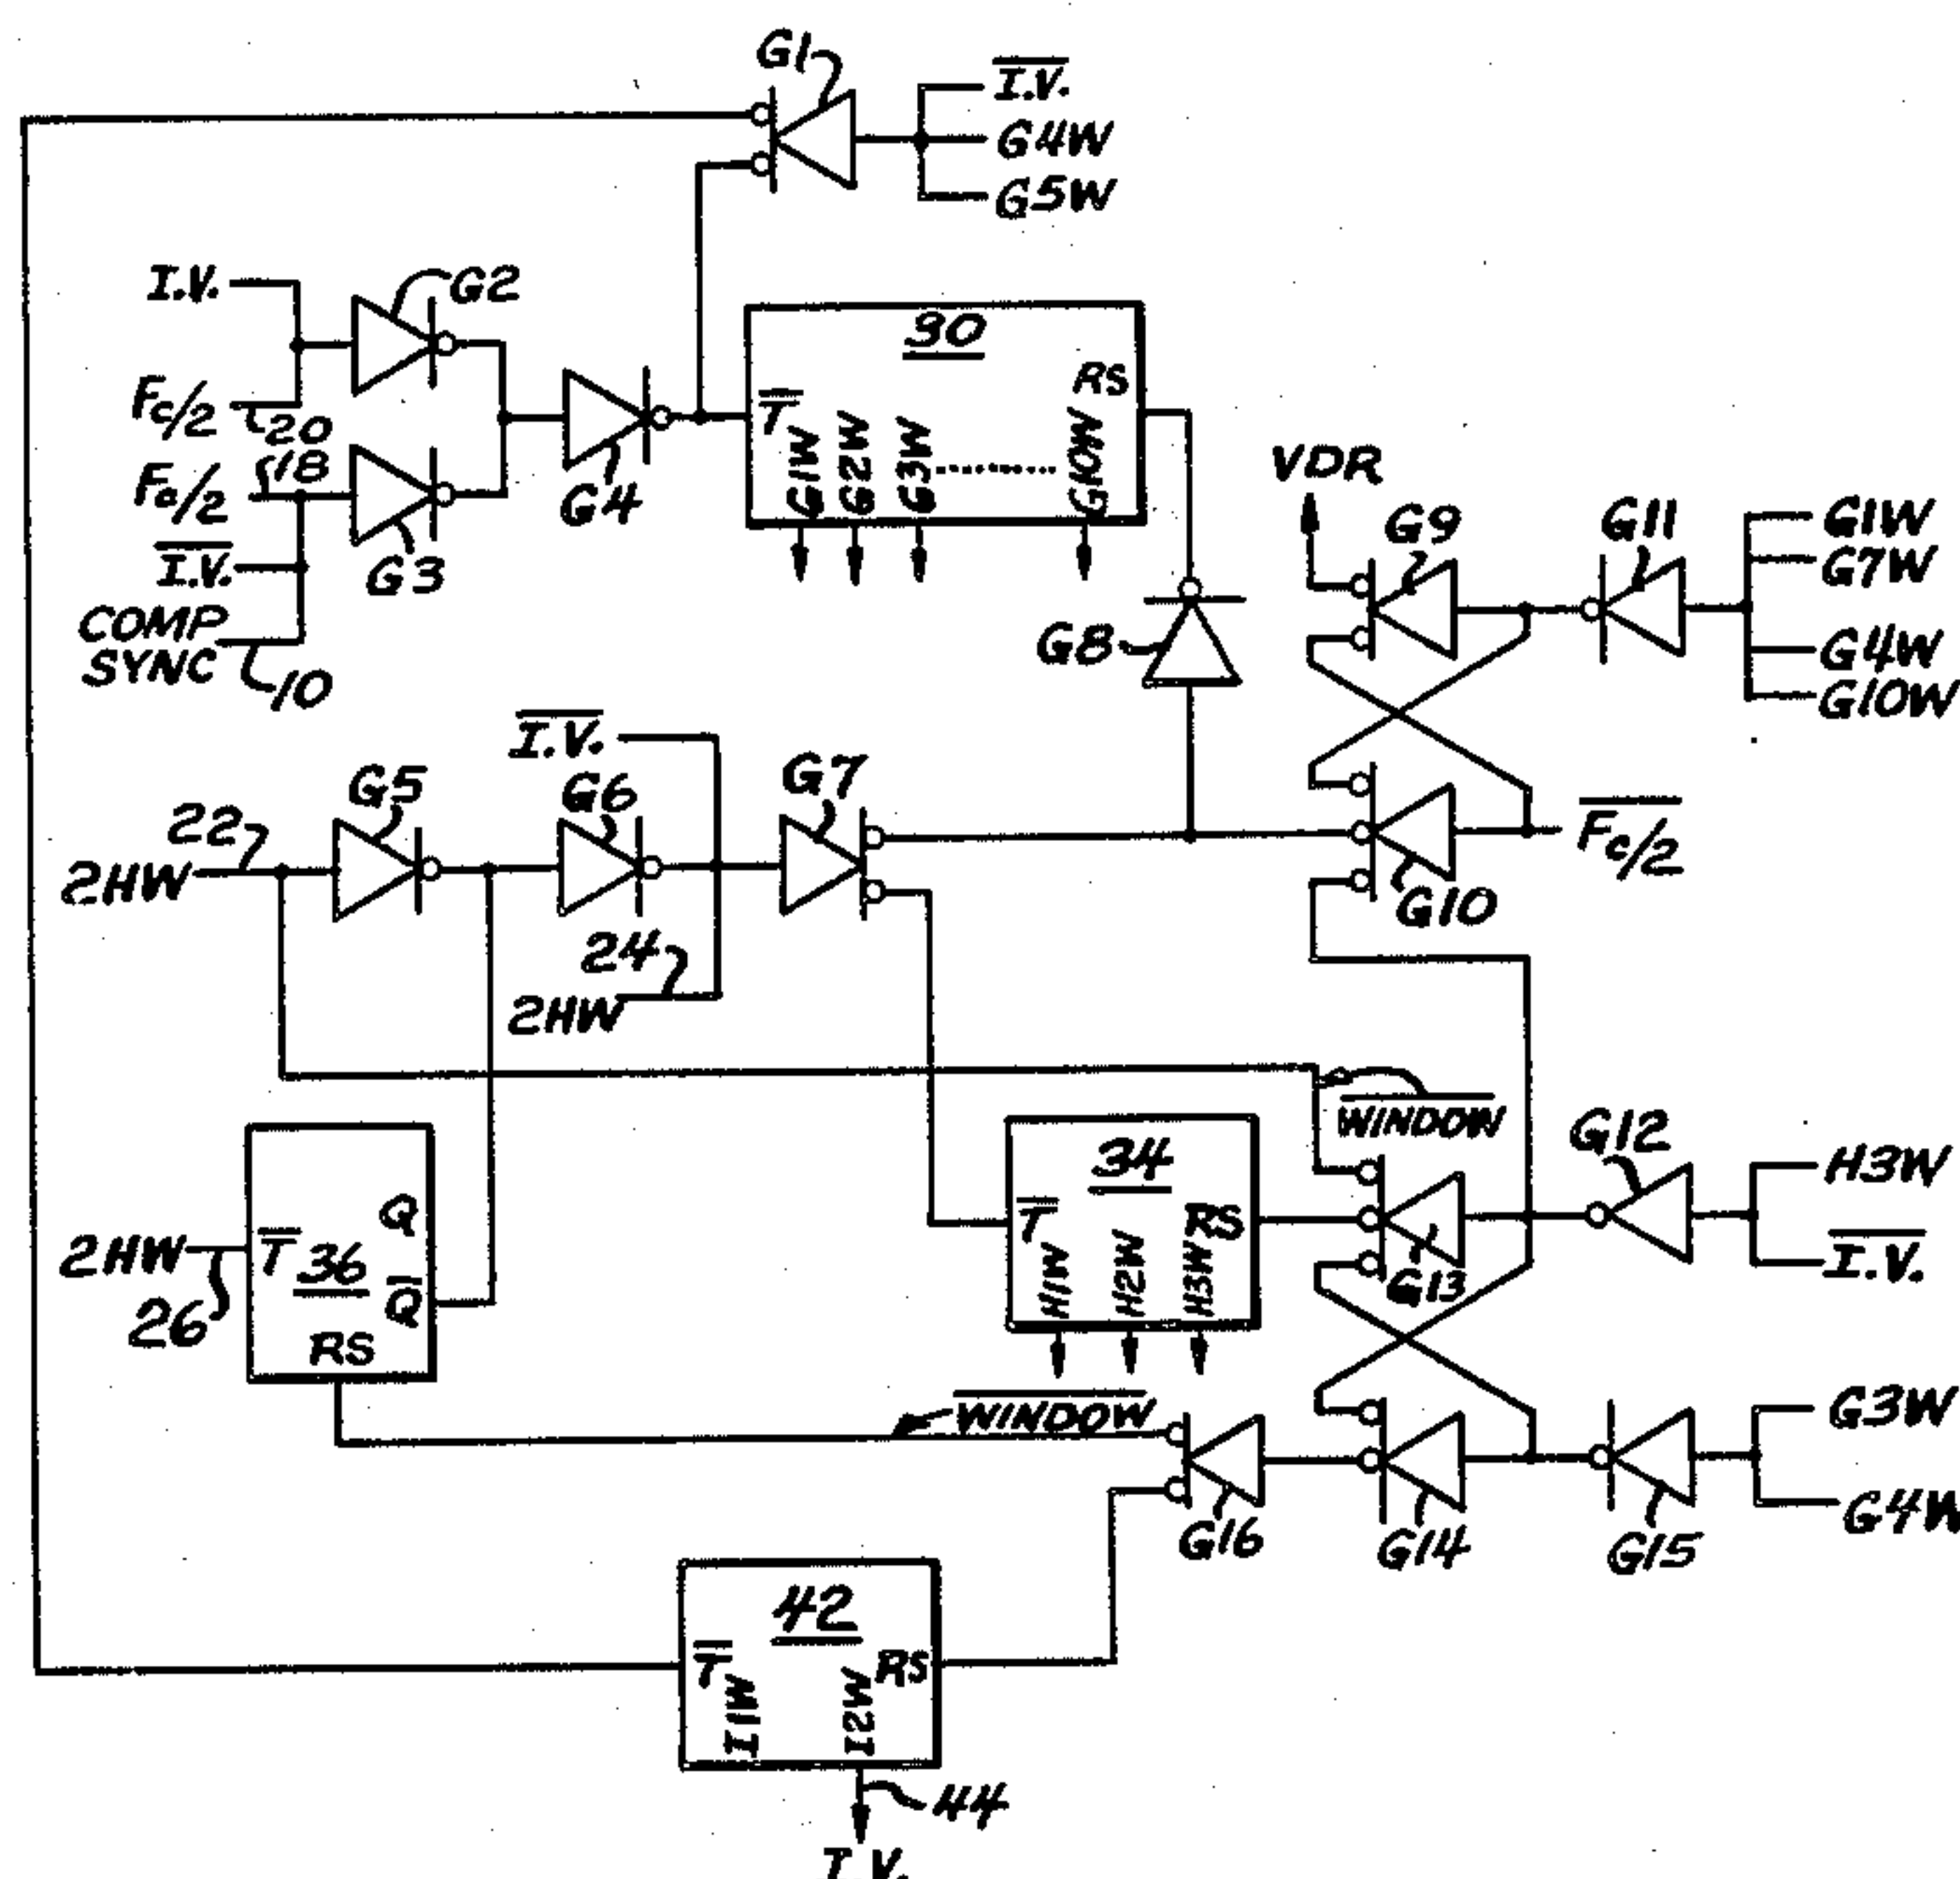 G1
I.V.
G4W
G5W
I.V.
G2
Fc/2
20
Fc/2
18
I.V.
COMP
SYNC
10
G3
G4
30
T
RS
G1W
G2W
G3W
..........
G10W
G8
VDR
G9
G11
G1W
G7W
G4W
G10W
22
2HW
G5
I.V.
G6
24
2HW
G7
Fc/2
G10
WINDOW
2HW
26
T
36
Q
Q
RS
34
T
H1W
H2W
H3W
RS
G12
H3W
I.V.
G13
WINDOW
G16
G14
G15
G3W
G4W
42
T
I1W
I2W
RS
44
I.V.